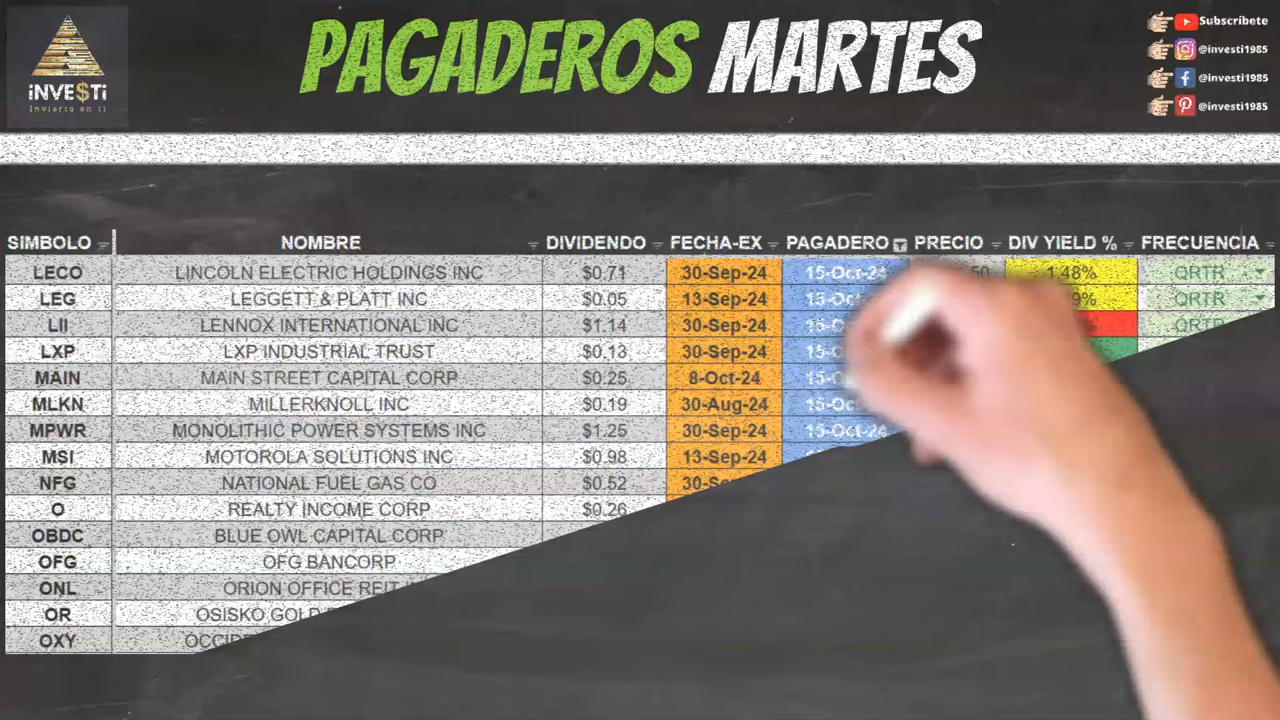 PAGADEROS MARTES
INVE$Ti
Invierto en ti
Subscríbete
@investi1985
@investi1985
@investi1985
SIMBOLO NOMBRE DIVIDENDO FECHA-EX PAGADERO PRECIO DIV YIELD % FRECUENCIA
LECO LINCOLN ELECTRIC HOLDINGS INC $0.71 30-Sep-24 15-Oct-24 1.48% QRTR
LEG LEGGETT & PLATT INC $0.05 13-Sep-24 QRTR
LII LENNOX INTERNATIONAL INC $1.14 30-Sep-24 QRTR
LXP LXP INDUSTRIAL TRUST $0.13 30-Sep-24
MAIN MAIN STREET CAPITAL CORP $0.25 8-Oct-24
MLKN MILLERKNOLL INC $0.19 30-Aug-24
MPWR MONOLITHIC POWER SYSTEMS INC $1.25 30-Sep-24 15-Oct-24
MSI MOTOROLA SOLUTIONS INC $0.98 13-Sep-24
NFG NATIONAL FUEL GAS CO $0.52
O REALTY INCOME CORP $0.26
OBDC BLUE OWL CAPITAL CORP
OFG OFG BANCORP
ONL ORION OFFICE REIT
OR OSISKO
OXY